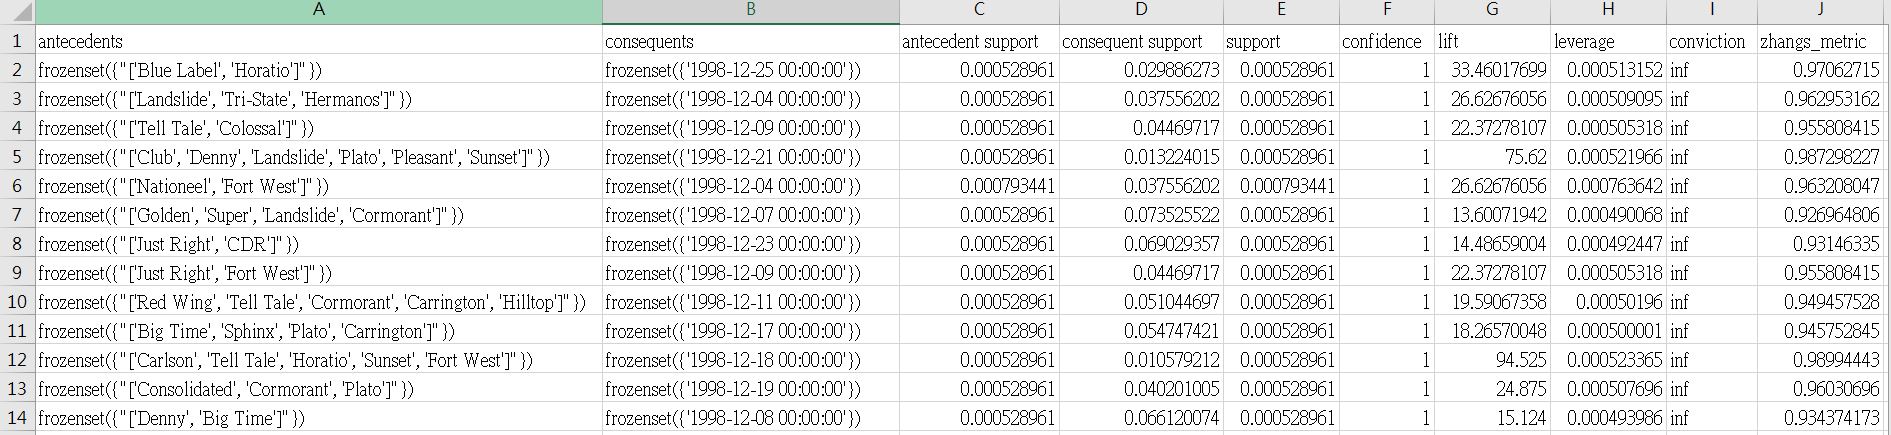 A B C D E F G H I J
1 antecedents consequents antecedent support consequent support support confidence lift leverage conviction zhangs_metric
2 frozenset({"['Blue Label', 'Horatio']"}) frozenset({'1998-12-25 00:00:00'}) 0.000528961 0.029886273 0.000528961 1 33.46017699 0.000513152 inf 0.97062715
3 frozenset({"['Landslide', 'Tri-State', 'Hermanos']"}) frozenset({'1998-12-04 00:00:00'}) 0.000528961 0.037556202 0.000528961 1 26.62676056 0.000509095 inf 0.962953162
4 frozenset({"['Tell Tale', 'Colossal']"}) frozenset({'1998-12-09 00:00:00'}) 0.000528961 0.04469717 0.000528961 1 22.37278107 0.000505318 inf 0.955808415
5 frozenset({"['Club', 'Denny', 'Landslide', 'Plato', 'Pleasant', 'Sunset']"}) frozenset({'1998-12-21 00:00:00'}) 0.000528961 0.013224015 0.000528961 1 75.62 0.000521966 inf 0.987298227
6 frozenset({"['Nationeel', 'Fort West']"}) frozenset({'1998-12-04 00:00:00'}) 0.000793441 0.037556202 0.000793441 1 26.62676056 0.000763642 inf 0.963208047
7 frozenset({"['Golden', 'Super', 'Landslide', 'Cormorant']"}) frozenset({'1998-12-07 00:00:00'}) 0.000528961 0.073525522 0.000528961 1 13.60071942 0.000490068 inf 0.926964806
8 frozenset({"['Just Right', 'CDR']"}) frozenset({'1998-12-23 00:00:00'}) 0.000528961 0.069029357 0.000528961 1 14.48659004 0.000492447 inf 0.93146335
9 frozenset({"['Just Right', 'Fort West']"}) frozenset({'1998-12-09 00:00:00'}) 0.000528961 0.04469717 0.000528961 1 22.37278107 0.000505318 inf 0.955808415
10 frozenset({"['Red Wing', 'Tell Tale', 'Cormorant', 'Carrington', 'Hilltop']"}) frozenset({'1998-12-11 00:00:00'}) 0.000528961 0.051044697 0.000528961 1 19.59067358 0.00050196 inf 0.949457528
11 frozenset({"['Big Time', 'Sphinx', 'Plato', 'Carrington']"}) frozenset({'1998-12-17 00:00:00'}) 0.000528961 0.054747421 0.000528961 1 18.26570048 0.000500001 inf 0.945752845
12 frozenset({"['Carlson', 'Tell Tale', 'Horatio', 'Sunset', 'Fort West']"}) frozenset({'1998-12-18 00:00:00'}) 0.000528961 0.010579212 0.000528961 1 94.525 0.000523365 inf 0.98994443
13 frozenset({"['Consolidated', 'Cormorant', 'Plato']"}) frozenset({'1998-12-19 00:00:00'}) 0.000528961 0.040201005 0.000528961 1 24.875 0.000507696 inf 0.96030696
14 frozenset({"['Denny', 'Big Time']"}) frozenset({'1998-12-08 00:00:00'}) 0.000528961 0.066120074 0.000528961 1 15.124 0.000493986 inf 0.934374173